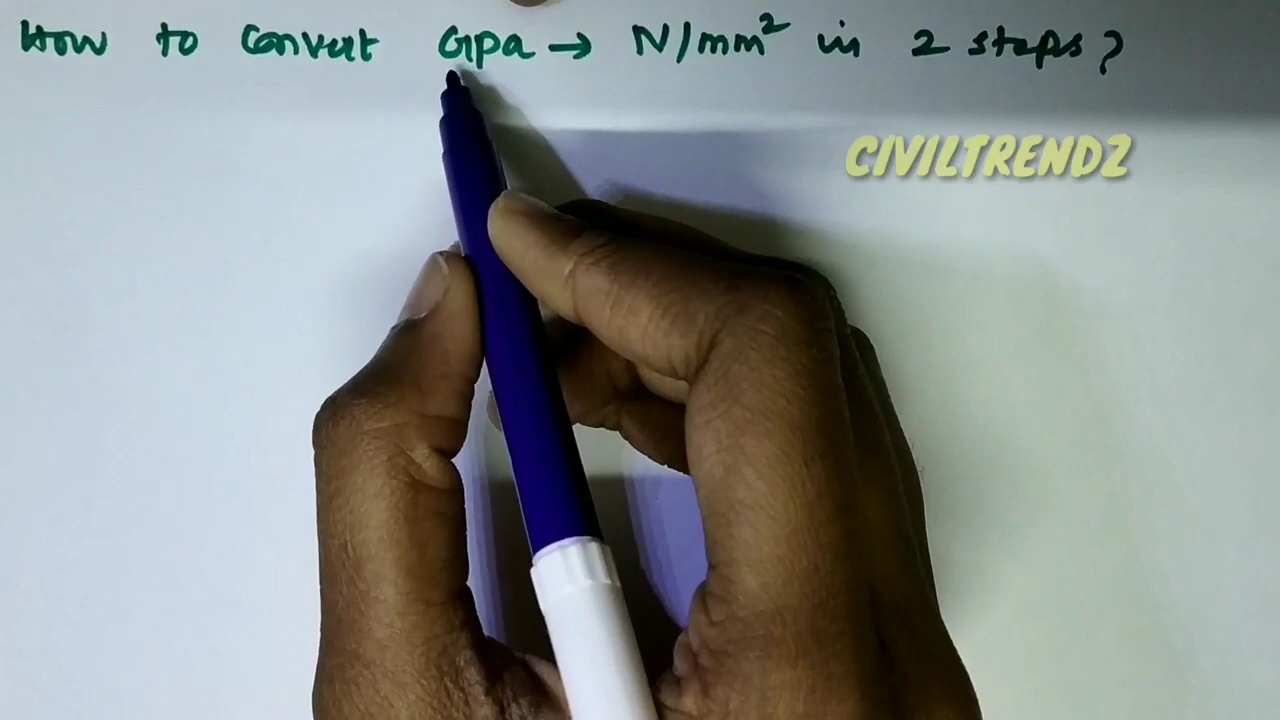 How to convert GPa → N/mm² in 2 steps?
CIVILTRENDZ